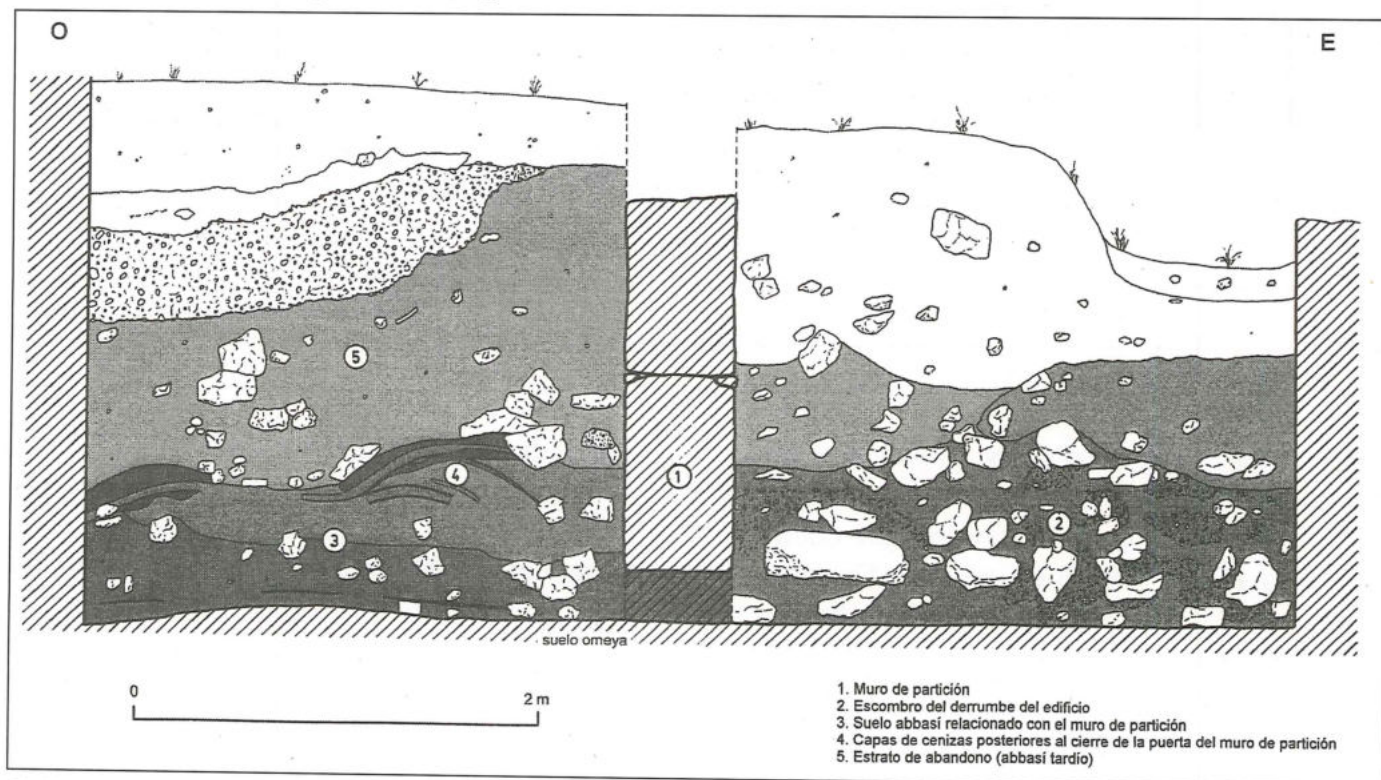 O
E
5
4
3
1
2
suelo omeya
0
2 m
1. Muro de partición
2. Escombro del derrumbe del edificio
3. Suelo abbasí relacionado con el muro de partición
4. Capas de cenizas posteriores al cierre de la puerta del muro de partición
5. Estrato de abandono (abbasí tardío)